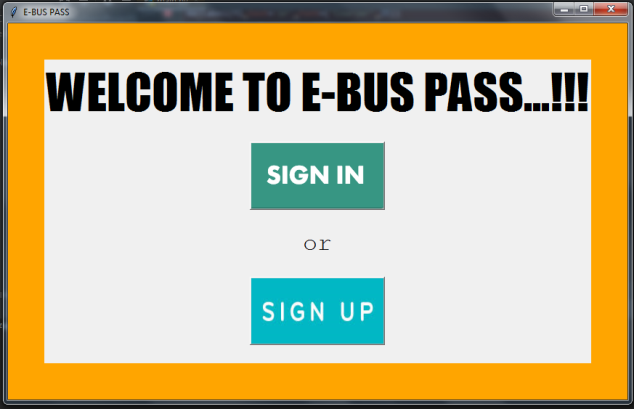 E-BUS PASS
WELCOME TO E-BUS PASS...!!!
SIGN IN
or
SIGN UP